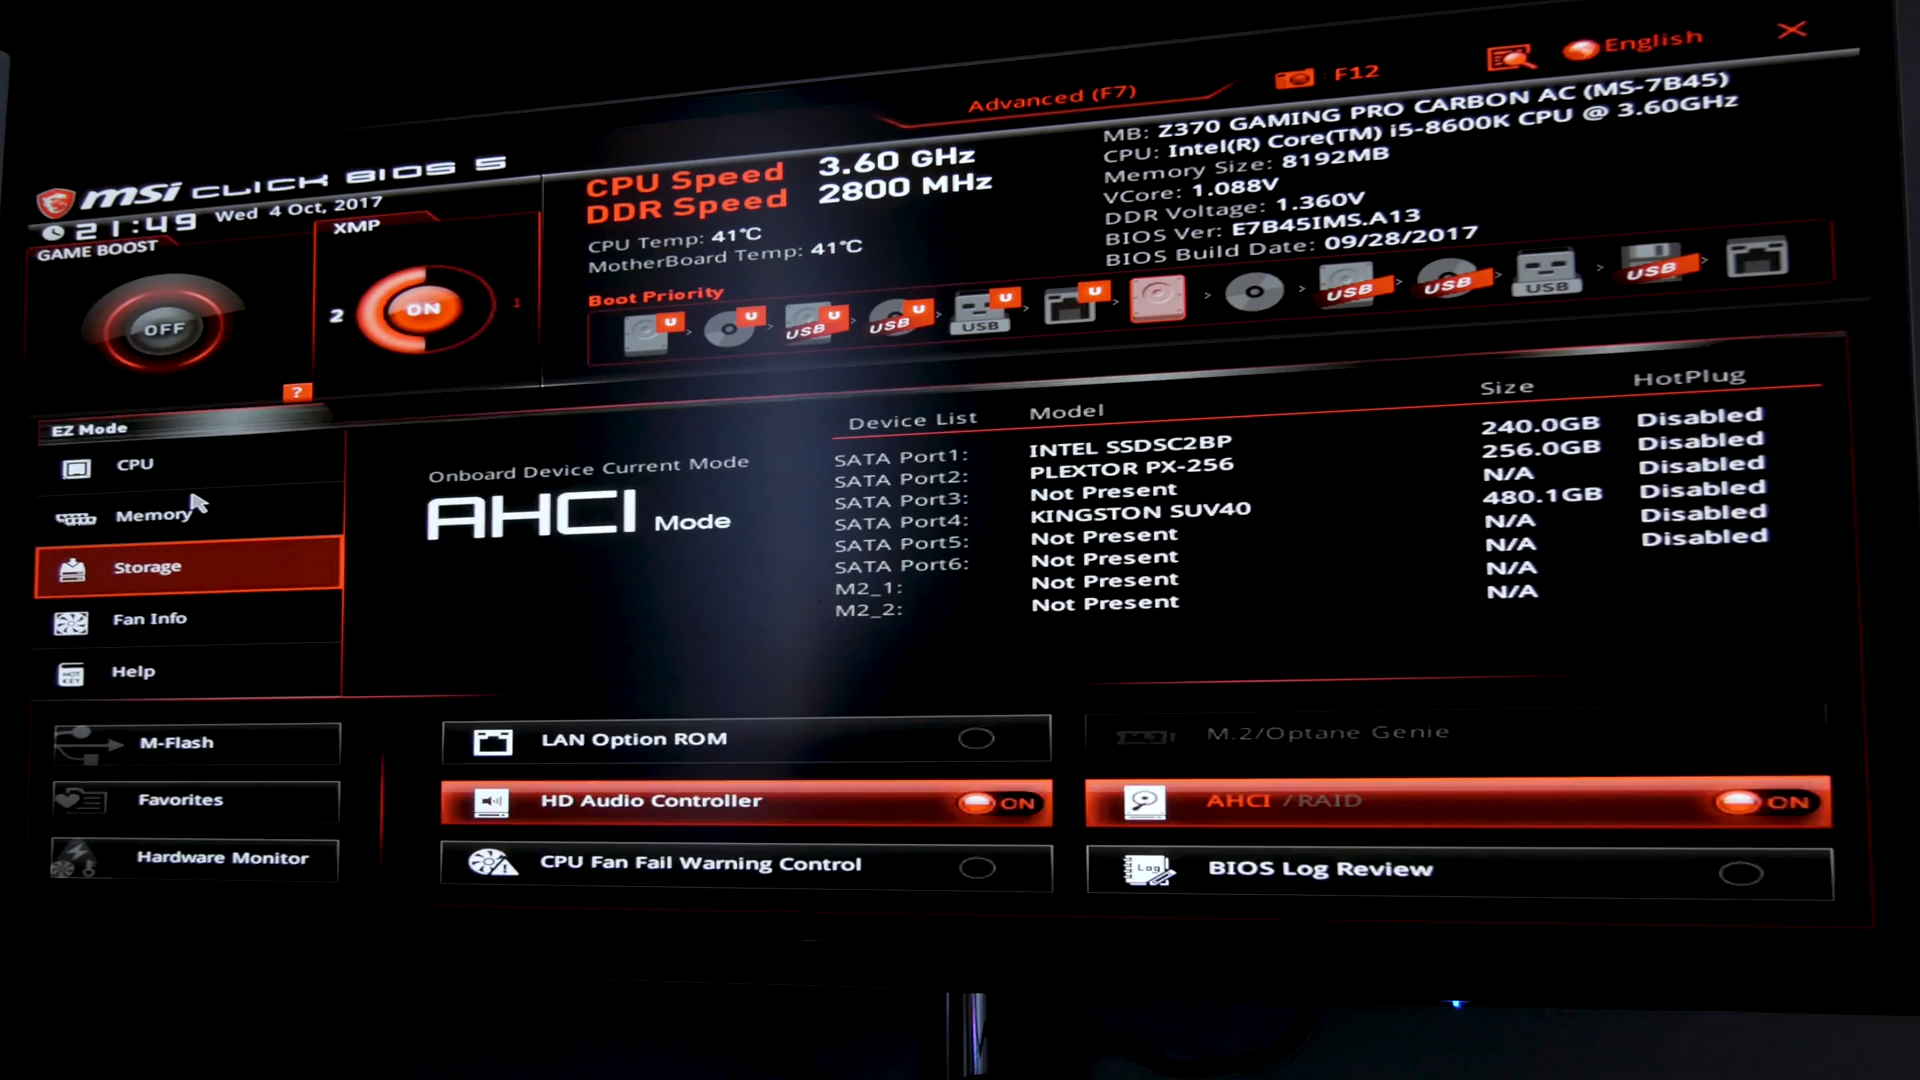 Advanced (F7)
: F12
English
X
msi CLICK BIOS 5
21:49 Wed 4 Oct, 2017
CPU Speed 3.60 GHz
DDR Speed 2800 MHz
CPU Temp: 41°C
MotherBoard Temp: 41°C
MB: Z370 GAMING PRO CARBON AC (MS-7B45)
CPU: Intel(R) Core(TM) i5-8600K CPU @ 3.60GHz
Memory Size: 8192MB
VCore: 1.088V
DDR Voltage: 1.360V
BIOS Ver: E7B45IMS.A13
BIOS Build Date: 09/28/2017
GAME BOOST
OFF
?
XMP
2 ON 1
Boot Priority
U U USB U USB U USB U U USB USB USB USB
EZ Mode
CPU
Memory
Storage
Fan Info
HOT KEY Help
Onboard Device Current Mode
AHCI Mode
Device List Model Size HotPlug
SATA Port1: INTEL SSDSC2BP 240.0GB Disabled
SATA Port2: PLEXTOR PX-256 256.0GB Disabled
SATA Port3: Not Present N/A Disabled
SATA Port4: KINGSTON SUV40 480.1GB Disabled
SATA Port5: Not Present N/A Disabled
SATA Port6: Not Present N/A Disabled
M2_1: Not Present N/A
M2_2: Not Present N/A
M-Flash
Favorites
Hardware Monitor
LAN Option ROM
HD Audio Controller ON
CPU Fan Fail Warning Control
M.2/Optane Genie
AHCI /RAID ON
Log BIOS Log Review